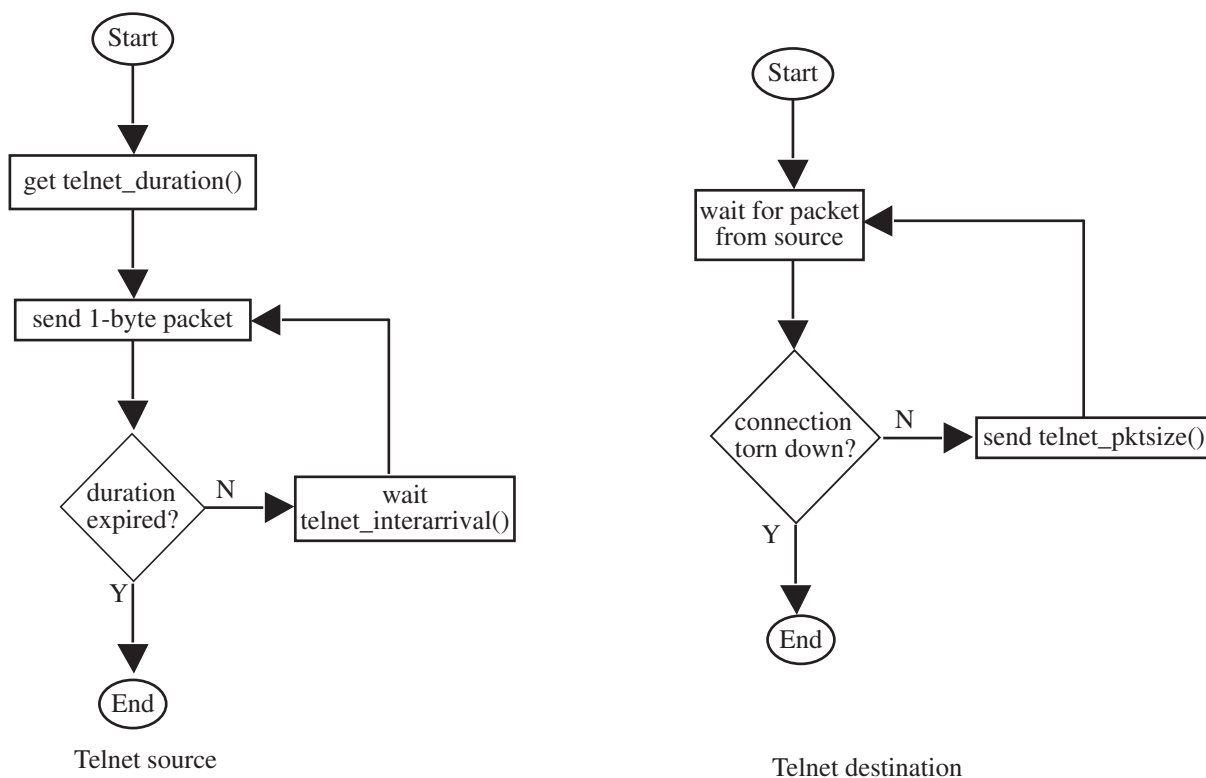 Start
get telnet_duration()
send 1-byte packet
duration
expired?
N
wait
telnet_interarrival()
Y
End
Telnet source
Start
wait for packet
from source
connection
torn down?
N
send telnet_pktsize()
Y
End
Telnet destination